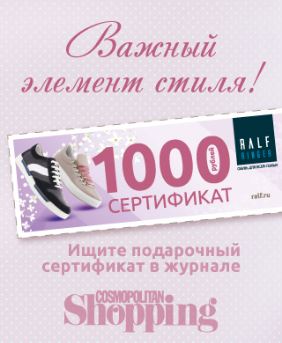 Важный
элемент стиля!
1000 рублей
СЕРТИФИКАТ
RALF
RINGER
ralf.ru
Ищите подарочный
сертификат в журнале
COSMOPOLITAN
Shopping